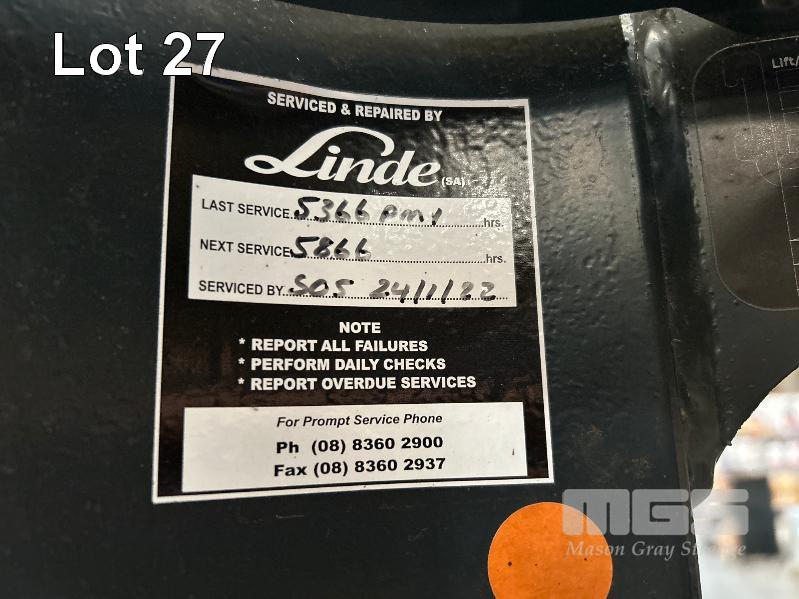 Lot 27
Lift/
SERVICED & REPAIRED BY
Linde (SA)
LAST SERVICE 5366 PM1 hrs.
NEXT SERVICE 5866 hrs.
SERVICED BY SOS 24/1/22
NOTE
* REPORT ALL FAILURES
* PERFORM DAILY CHECKS
* REPORT OVERDUE SERVICES
For Prompt Service Phone
Ph (08) 8360 2900
Fax (08) 8360 2937
MGS
Mason Gray Strange